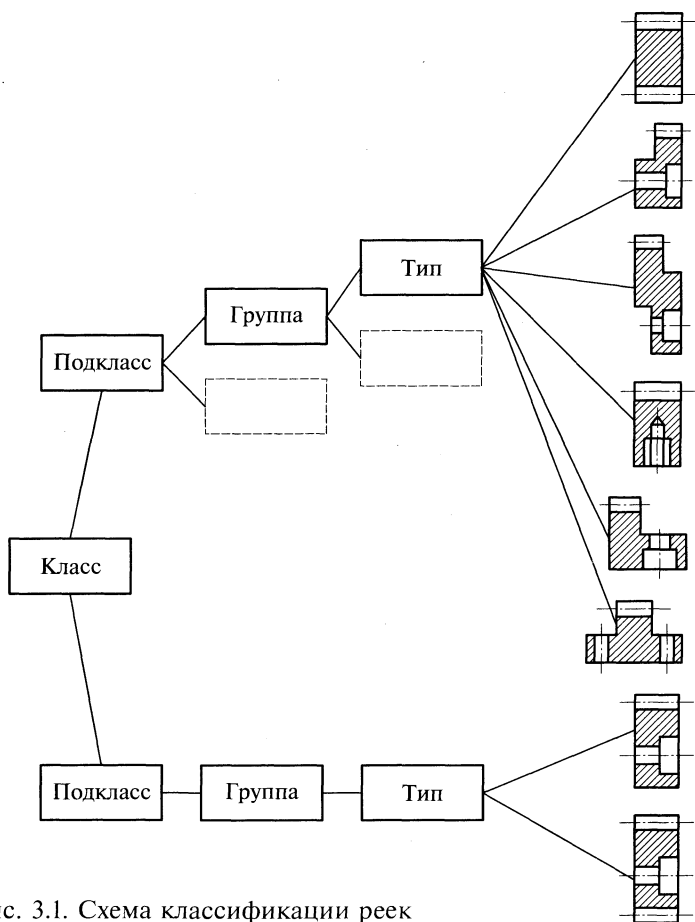 Тип
Группа
Подкласс
Класс
Подкласс
Группа
Тип
с. 3.1. Схема классификации реек